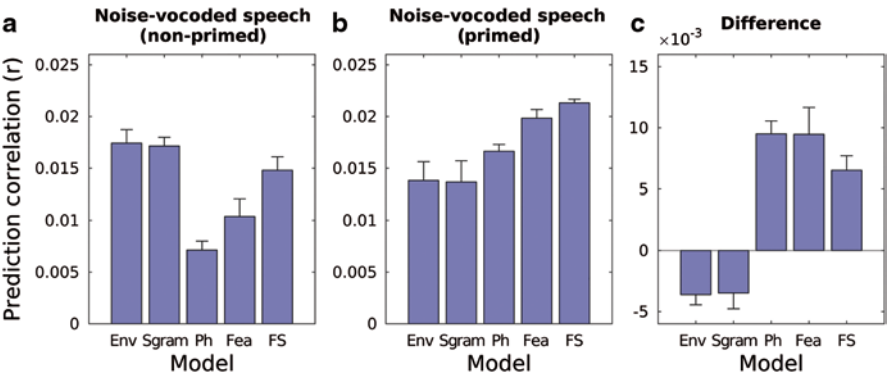 a
Noise-vocoded speech
(non-primed)
b
Noise-vocoded speech
(primed)
c
Difference
×10⁻³
Prediction correlation (r)
0.025
0.02
0.015
0.01
0.005
0
Env Sgram Ph Fea FS
Model
0.025
0.02
0.015
0.01
0.005
0
Env Sgram Ph Fea FS
Model
15
10
5
0
-5
Env Sgram Ph Fea FS
Model